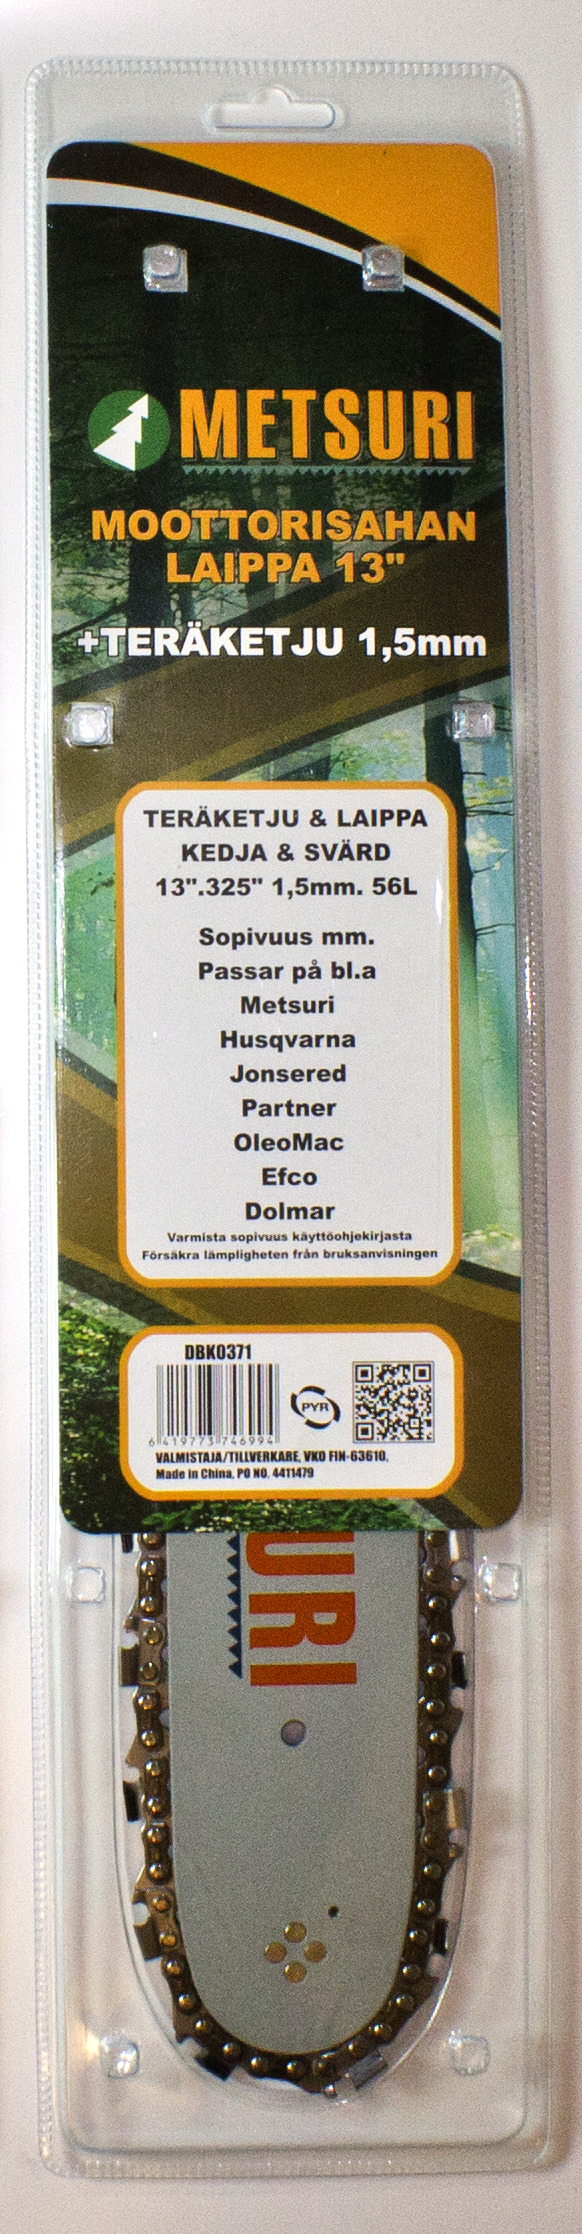 METSURI
MOOTTORISAHAN
LAIPPA 13"
+TERÄKETJU 1,5mm
TERÄKETJU & LAIPPA
KEDJA & SVÄRD
13".325" 1,5mm. 56L
Sopivuus mm.
Passar på bl.a
Metsuri
Husqvarna
Jonsered
Partner
OleoMac
Efco
Dolmar
Varmista sopivuus käyttöohjekirjasta
Försäkra lämpligheten från bruksanvisningen
DBK0371
PYR
6 419773 746994
VALMISTAJA/TILLVERKARE, VKO FIN-63610,
Made in China, PO NO. 4411479
URI